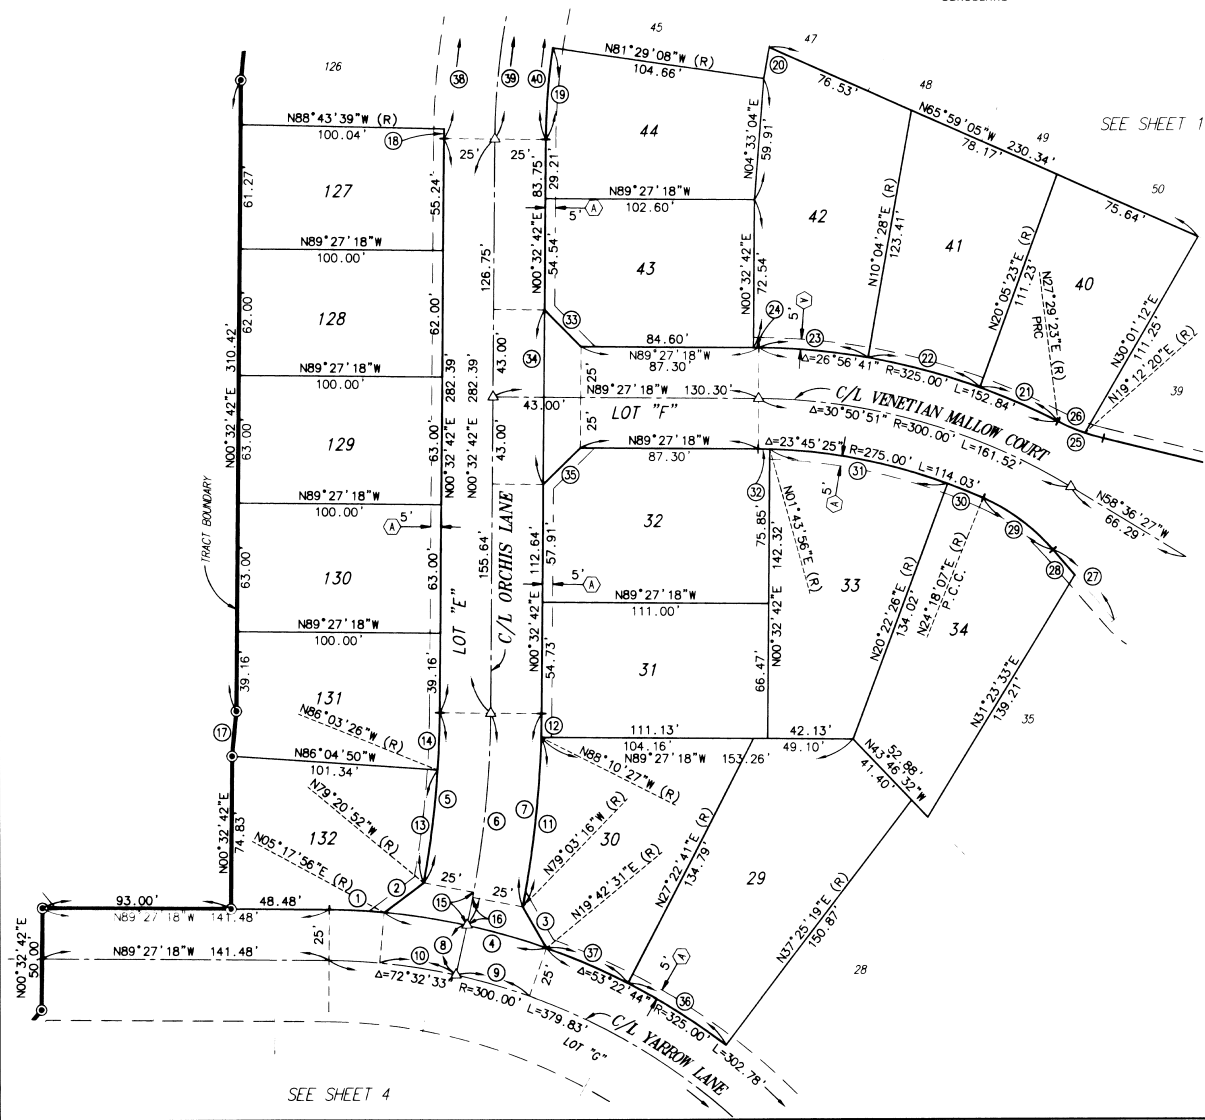 45
47
126
38
39
40
N81°29'08"W (R)
104.66'
20
76.53'
48
N65°59'05"W 230.34'
SEE SHEET 1
49
78.17'
N88°43'39"W (R)
100.04'
18
19
44
N04°33'04"E
59.91'
50
75.64'
25'
25'
61.27'
127
55.24'
83.75'
29.21'
N89°27'18"W
102.60'
5'
A
42
N10°04'28"E (R)
123.41'
41
N20°05'23"E (R)
111.23'
40
N89°27'18"W
100.00'
126.75'
N00°32'42"E
54.54'
43
N00°32'42"E
72.54'
N27°29'23"E (R)
PRC
N30°01'12"E
111.25'
N19°12'20"E (R)
39
62.00'
128
62.00'
33
24
5'
A
23
22
21
26
25
84.60'
N89°27'18"W
87.30'
Δ=26°56'41" R=325.00' L=152.84'
N00°32'42"E 310.42'
43.00'
34
25'
N89°27'18"W 130.30'
C/L VENETIAN MALLOW COURT
N89°27'18"W
100.00'
N00°32'42"E 282.39'
N00°32'42"E 282.39'
43.00'
LOT "F"
Δ=30°50'51" R=300.00' L=161.52'
63.00'
129
63.00'
43.00'
25'
N89°27'18"W
87.30'
Δ=23°45'25" R=275.00' L=114.03'
35
32
31
5'
A
30
29
28
27
N58°36'27"W
66.29'
N89°27'18"W
100.00'
A
5'
N01°43'56"E (R)
TRACT BOUNDARY
C/L ORCHIS LANE
32
75.85'
142.32'
33
63.00'
130
63.00'
155.64'
112.64'
57.91'
5'
A
N20°22'26"E (R)
134.02'
N24°18'07"E (R)
P.C.C.
34
N89°27'18"W
111.00'
N00°32'42"E
N89°27'18"W
100.00'
LOT "E"
N00°32'42"E
54.73'
31
66.47'
N31°23'33"E
139.21'
35
39.16'
131
39.16'
N86°03'26"W (R)
17
14
12
111.13'
42.13'
104.16'
N89°27'18"W 153.26'
49.10'
52.88'
N43°46'32"W
41.40'
N86°04'50"W
101.34'
N88°10'27"W (R)
N79°20'52"W (R)
5
6
7
11
13
N79°03'16"W (R)
N00°32'42"E
74.83'
132
30
N27°22'41"E (R)
134.79'
29
N05°17'56"E (R)
2
1
25'
25'
N19°42'31"E (R)
N37°25'19"E (R)
150.87'
93.00'
48.48'
N89°27'18"W 141.48'
15
16
3
N00°32'42"E
50.00'
25'
8
4
37
5'
A
28
N89°27'18"W 141.48'
10
9
25'
Δ=53°22'44" R=325.00' L=302.78'
36
Δ=72°32'33" R=300.00' L=379.83'
C/L YARROW LANE
LOT "G"
SEE SHEET 4